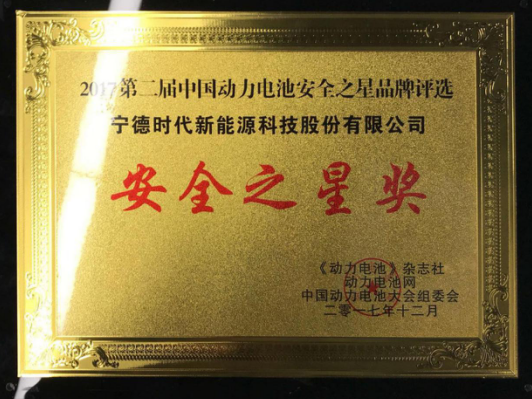 2017第二届中国动力电池安全之星品牌评选
宁德时代新能源科技股份有限公司
安全之星奖
《动力电池》杂志社
动力电池网
中国动力电池大会组委会
二零一七年十二月